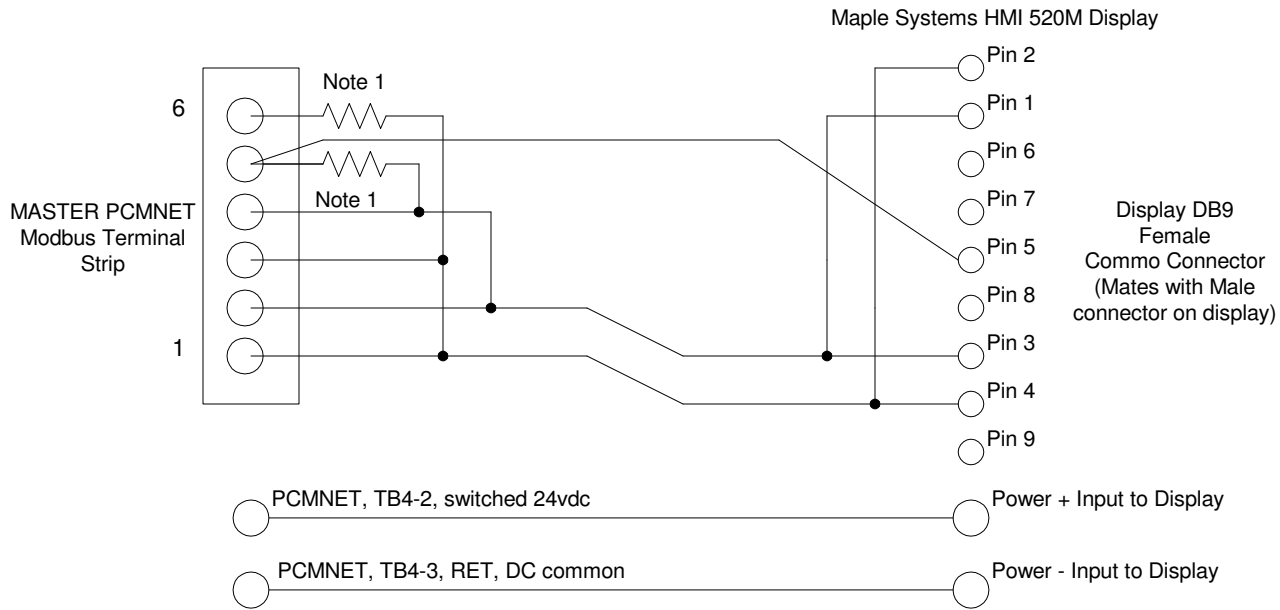 Maple Systems HMI 520M Display
Pin 2
Note 1
6
Pin 1
Pin 6
Note 1
Pin 7
MASTER PCMNET
Modbus Terminal
Strip
Display DB9
Female
Commo Connector
(Mates with Male
connector on display)
Pin 5
Pin 8
1
Pin 3
Pin 4
Pin 9
PCMNET, TB4-2, switched 24vdc
Power + Input to Display
PCMNET, TB4-3, RET, DC common
Power - Input to Display